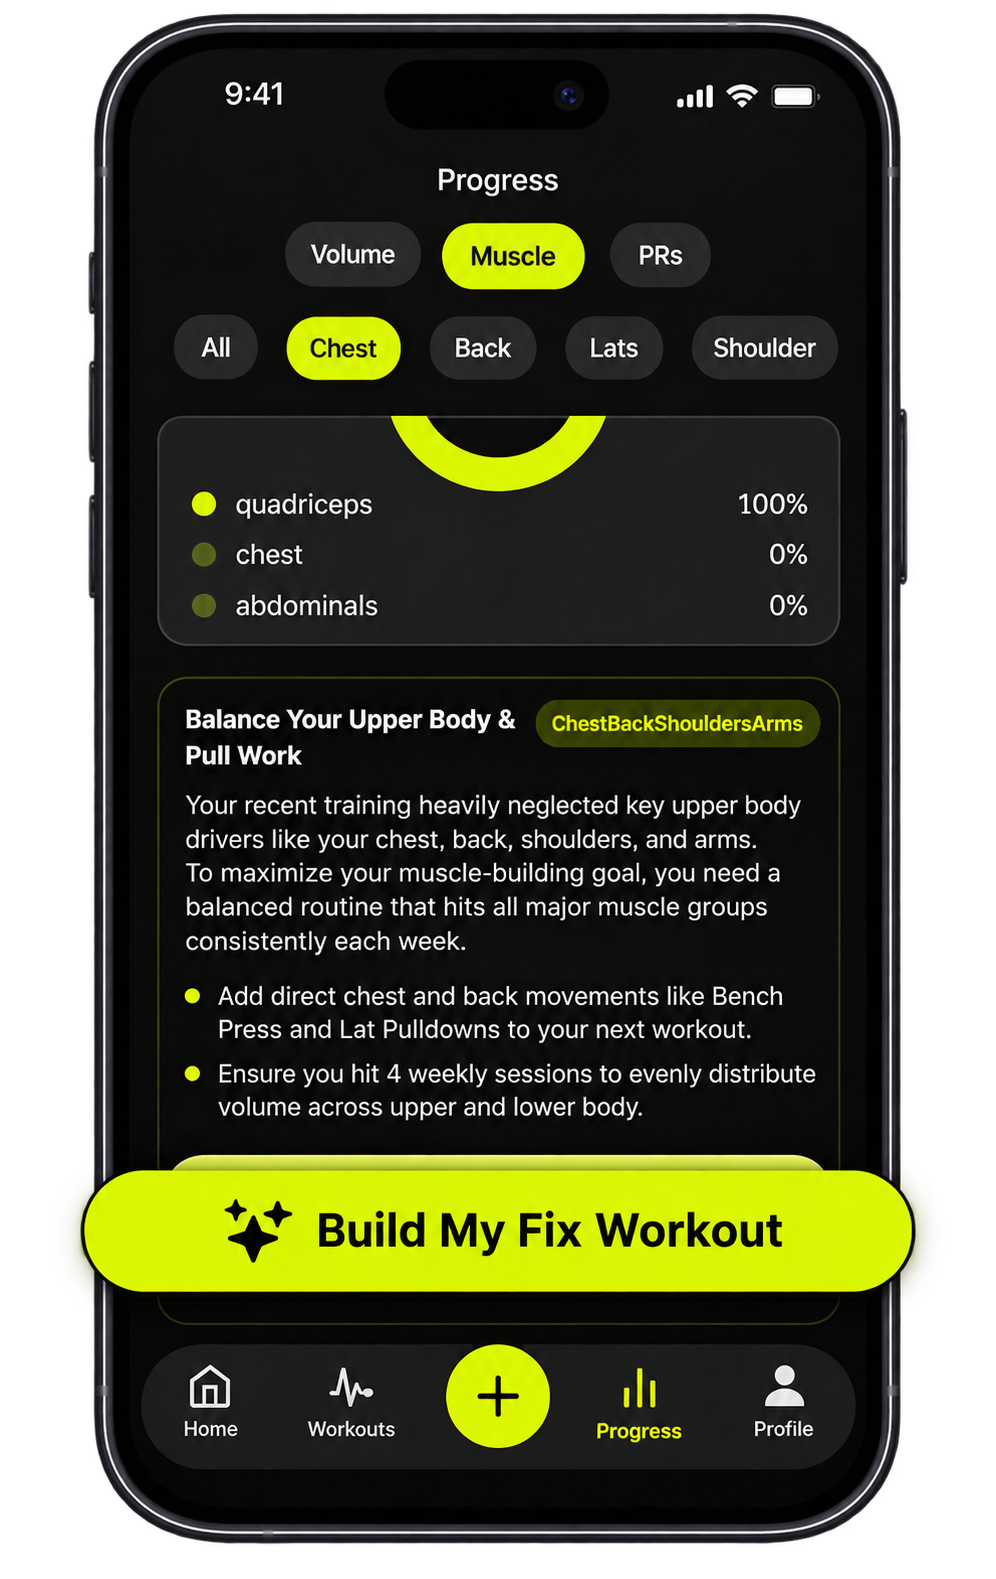 9:41
Progress
Volume
Muscle
PRs
All
Chest
Back
Lats
Shoulder
quadriceps 100%
chest 0%
abdominals 0%
Balance Your Upper Body &
Pull Work
ChestBackShouldersArms
Your recent training heavily neglected key upper body
drivers like your chest, back, shoulders, and arms.
To maximize your muscle-building goal, you need a
balanced routine that hits all major muscle groups
consistently each week.
Add direct chest and back movements like Bench
Press and Lat Pulldowns to your next workout.
Ensure you hit 4 weekly sessions to evenly distribute
volume across upper and lower body.
Build My Fix Workout
Home
Workouts
Progress
Profile